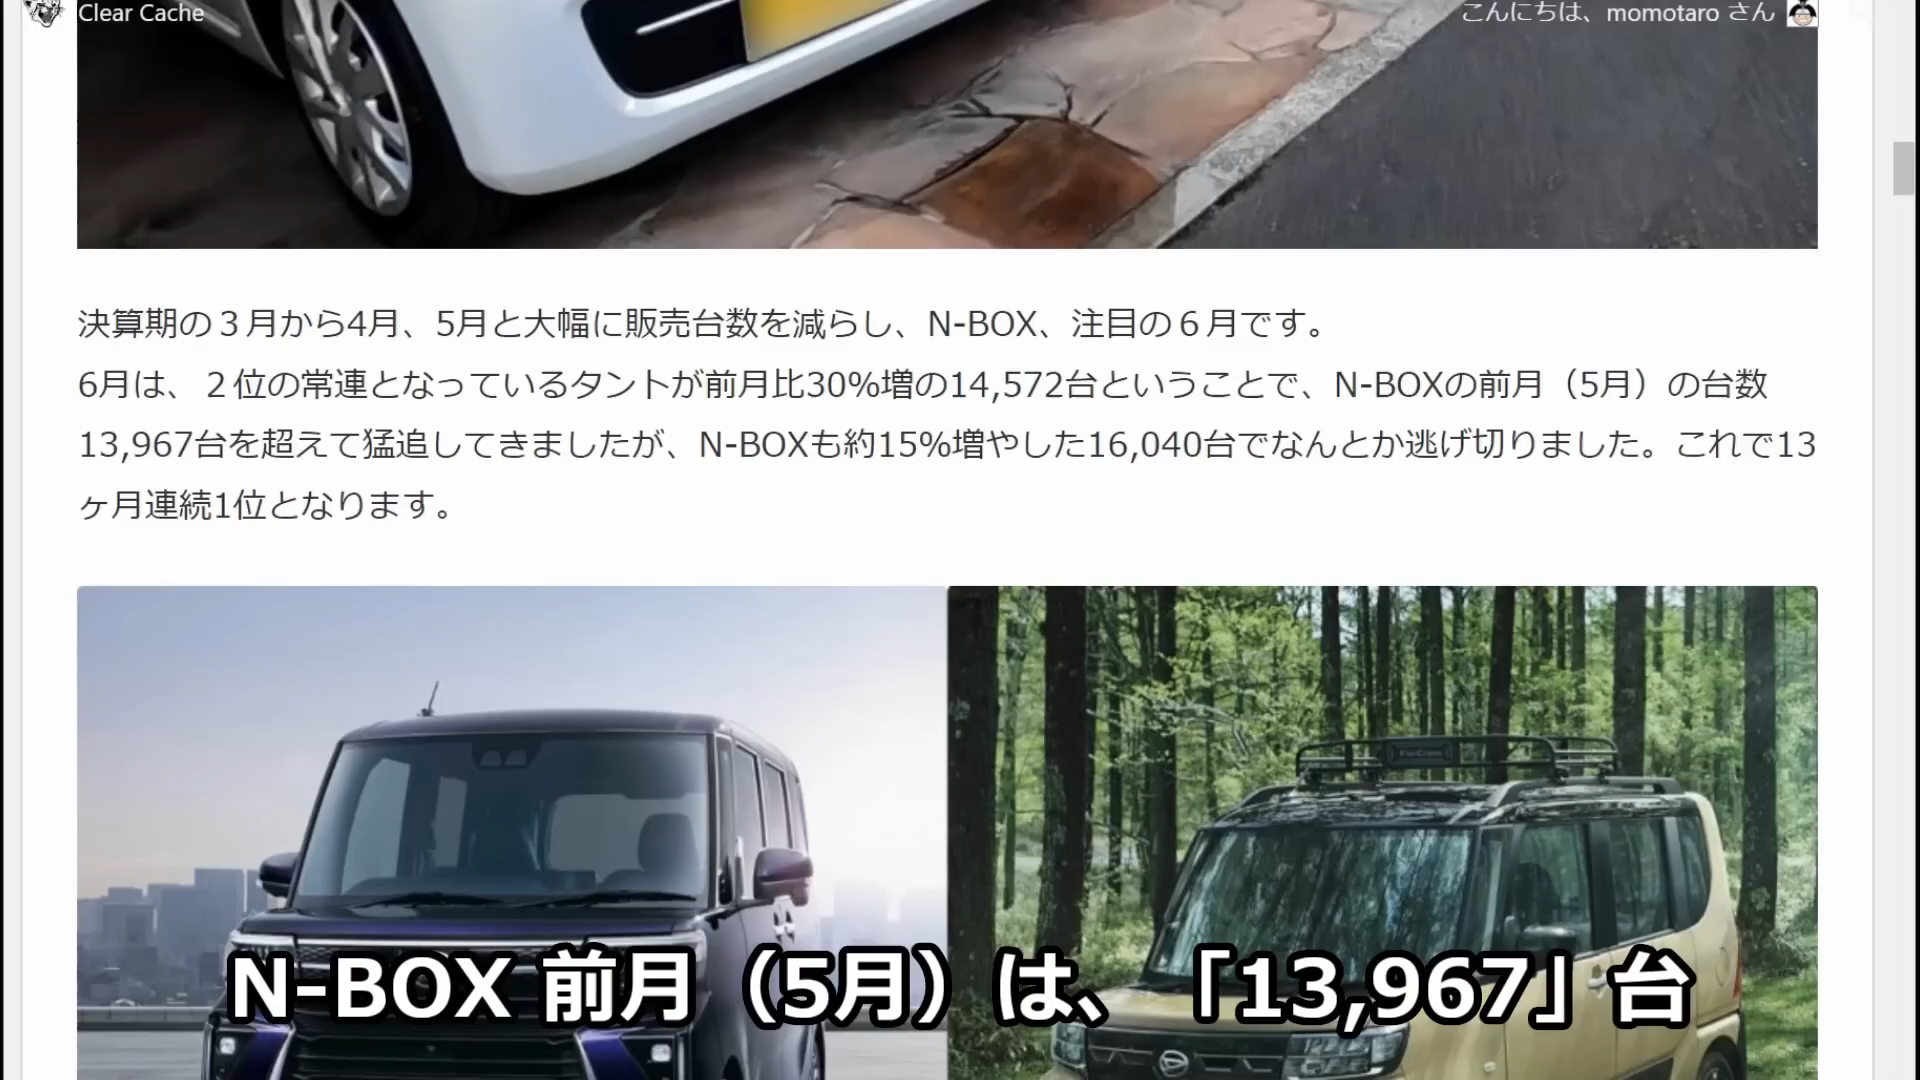 Clear Cache
こんにちは、momotaro さん
決算期の３月から4月、5月と大幅に販売台数を減らし、N-BOX、注目の６月です。
6月は、２位の常連となっているタントが前月比30%増の14,572台ということで、N-BOXの前月（5月）の台数
13,967台を超えて猛追してきましたが、N-BOXも約15%増やした16,040台でなんとか逃げ切りました。これで13
ヶ月連続1位となります。
N-BOX 前月（5月）は、「13,967」台